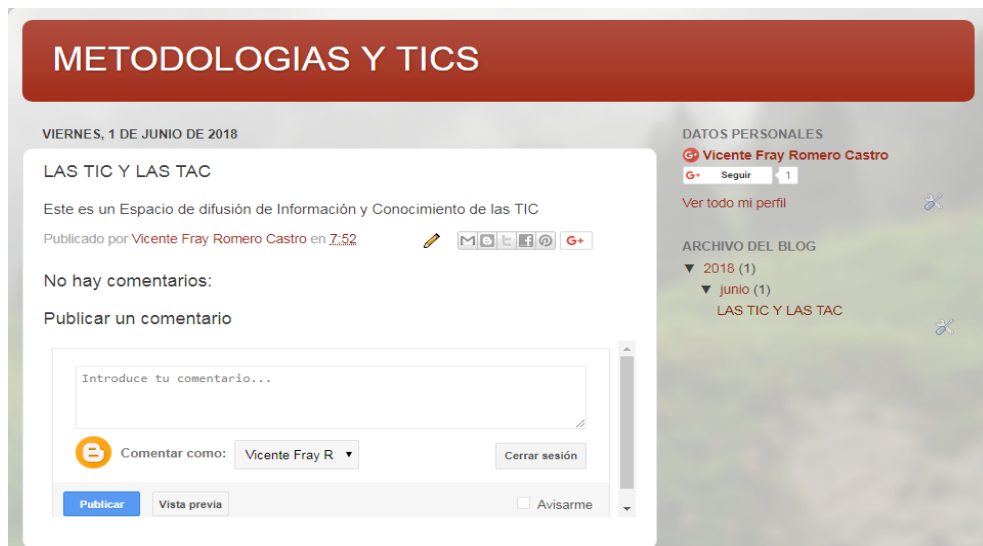 METODOLOGIAS Y TICS
VIERNES, 1 DE JUNIO DE 2018
LAS TIC Y LAS TAC
Este es un Espacio de difusión de Información y Conocimiento de las TIC
Publicado por Vicente Fray Romero Castro en 7:52
G+
No hay comentarios:
Publicar un comentario
Introduce tu comentario...
Comentar como: Vicente Fray R
Cerrar sesión
Publicar
Vista previa
Avisarme
DATOS PERSONALES
G+ Vicente Fray Romero Castro
G+ Seguir 1
Ver todo mi perfil
ARCHIVO DEL BLOG
▼ 2018 (1)
▼ junio (1)
LAS TIC Y LAS TAC